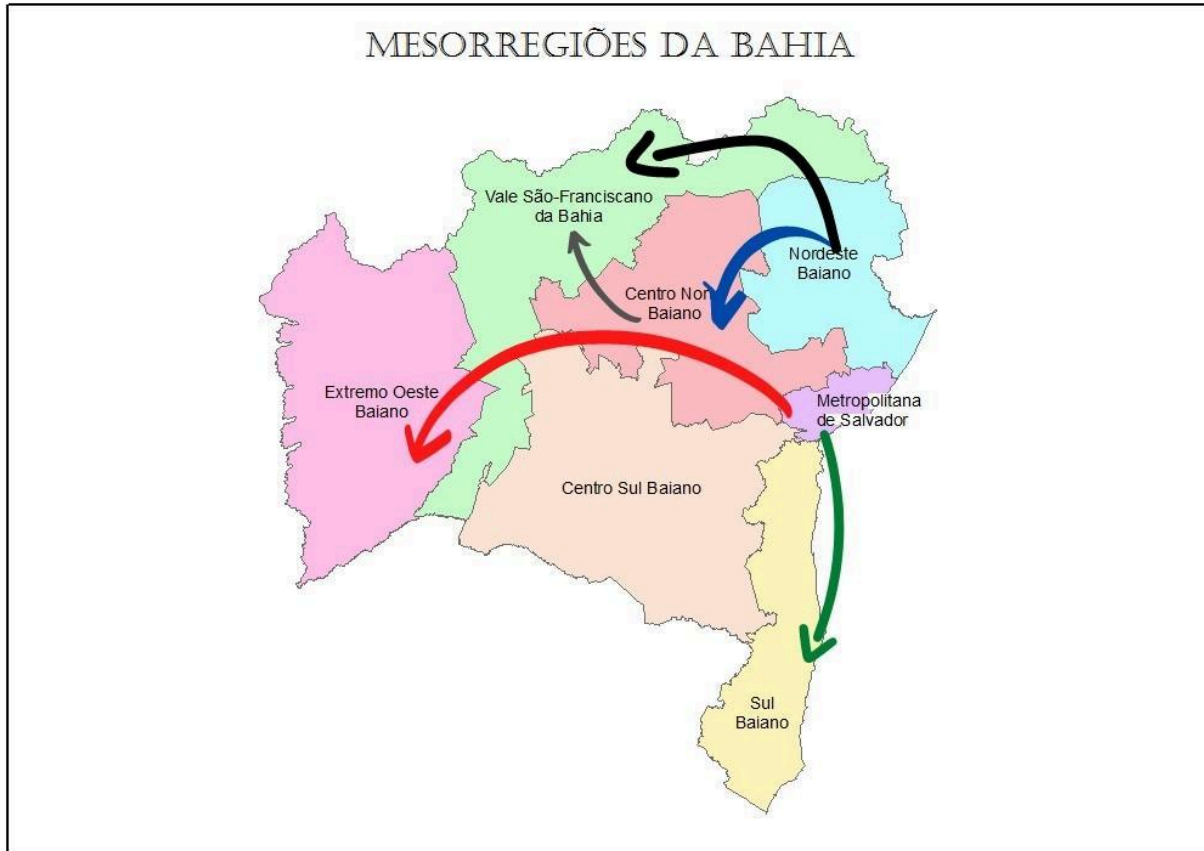 MESORREGIÕES DA BAHIA
Vale São-Franciscano
da Bahia
Nordeste
Baiano
Centro Nor
Baiano
Extremo Oeste
Baiano
Metropolitana
de Salvador
Centro Sul Baiano
Sul
Baiano